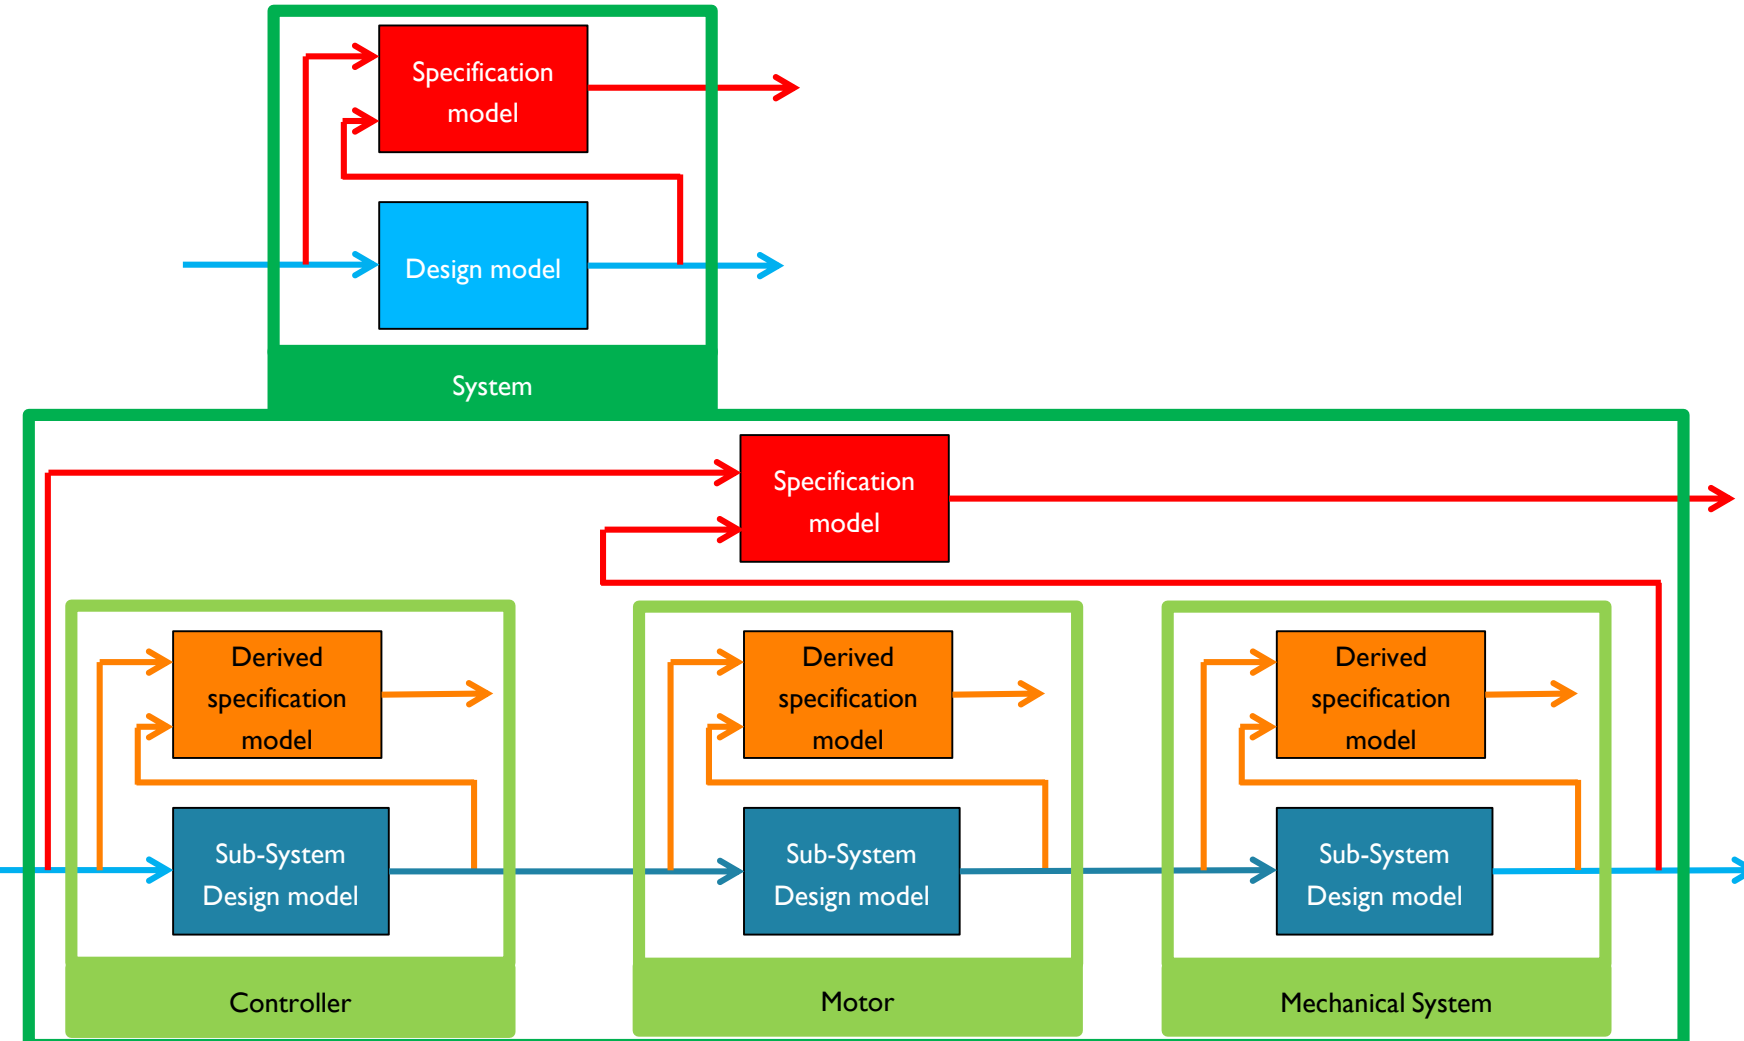 Specification
model
Design model
System
Specification
model
Derived
specification
model
Derived
specification
model
Derived
specification
model
Sub-System
Design model
Sub-System
Design model
Sub-System
Design model
Controller
Motor
Mechanical System